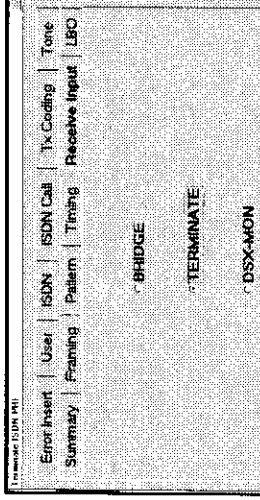 Terminate ISDN PRI
Error Insert User ISDN ISDN Call Tx Coding Tone
Summary Framing Pattern Timing Receive Input LBO
BRIDGE
TERMINATE
DSX-MON